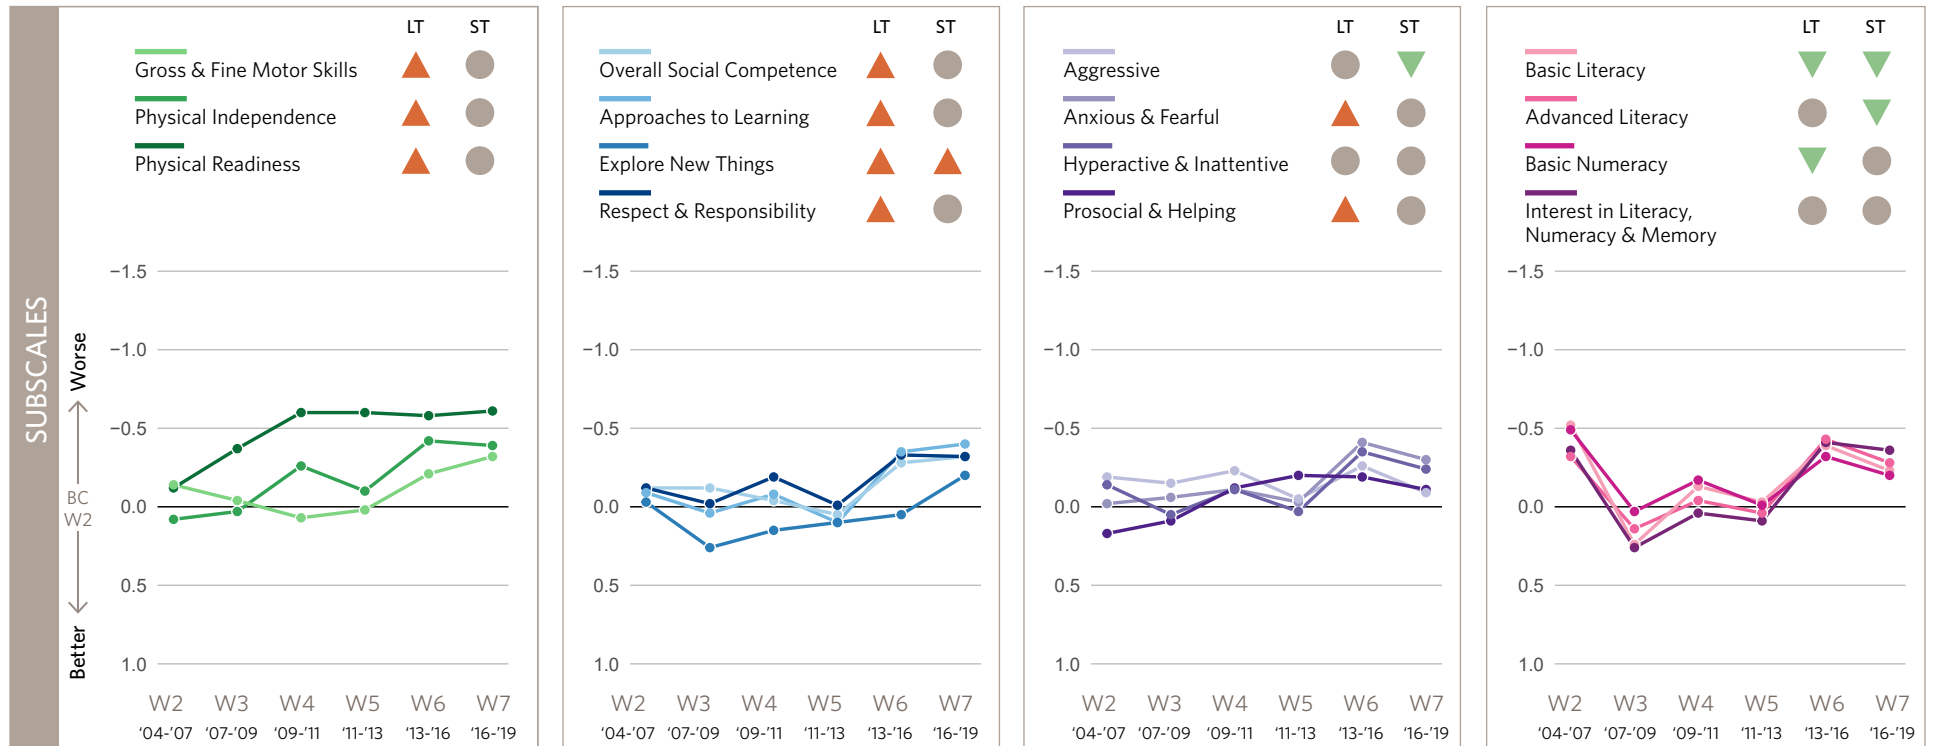 SUBSCALES
Worse
BC
W2
Better
LT ST
Gross & Fine Motor Skills
Physical Independence
Physical Readiness
−1.5
−1.0
−0.5
0.0
0.5
1.0
W2 W3 W4 W5 W6 W7
‘04-’07 ‘07-’09 ‘09-’11 ‘11-’13 ‘13-’16 ‘16-’19
LT ST
Overall Social Competence
Approaches to Learning
Explore New Things
Respect & Responsibility
−1.5
−1.0
−0.5
0.0
0.5
1.0
W2 W3 W4 W5 W6 W7
‘04-’07 ‘07-’09 ‘09-’11 ‘11-’13 ‘13-’16 ‘16-’19
LT ST
Aggressive
Anxious & Fearful
Hyperactive & Inattentive
Prosocial & Helping
−1.5
−1.0
−0.5
0.0
0.5
1.0
W2 W3 W4 W5 W6 W7
‘04-’07 ‘07-’09 ‘09-’11 ‘11-’13 ‘13-’16 ‘16-’19
LT ST
Basic Literacy
Advanced Literacy
Basic Numeracy
Interest in Literacy,
Numeracy & Memory
−1.5
−1.0
−0.5
0.0
0.5
1.0
W2 W3 W4 W5 W6 W7
‘04-’07 ‘07-’09 ‘09-’11 ‘11-’13 ‘13-’16 ‘16-’19